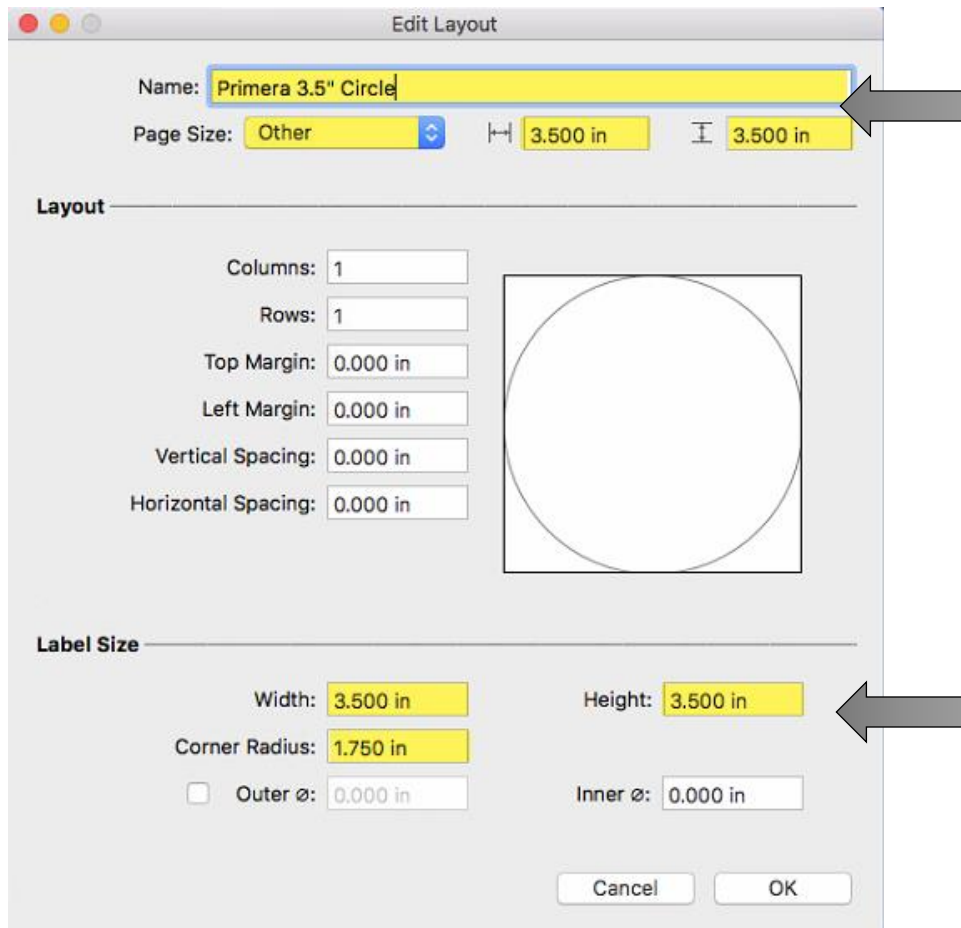 Edit Layout
Name: Primera 3.5" Circle
Page Size: Other 3.500 in 3.500 in
Layout
Columns: 1
Rows: 1
Top Margin: 0.000 in
Left Margin: 0.000 in
Vertical Spacing: 0.000 in
Horizontal Spacing: 0.000 in
Label Size
Width: 3.500 in Height: 3.500 in
Corner Radius: 1.750 in
Outer ⌀: 0.000 in Inner ⌀: 0.000 in
Cancel OK